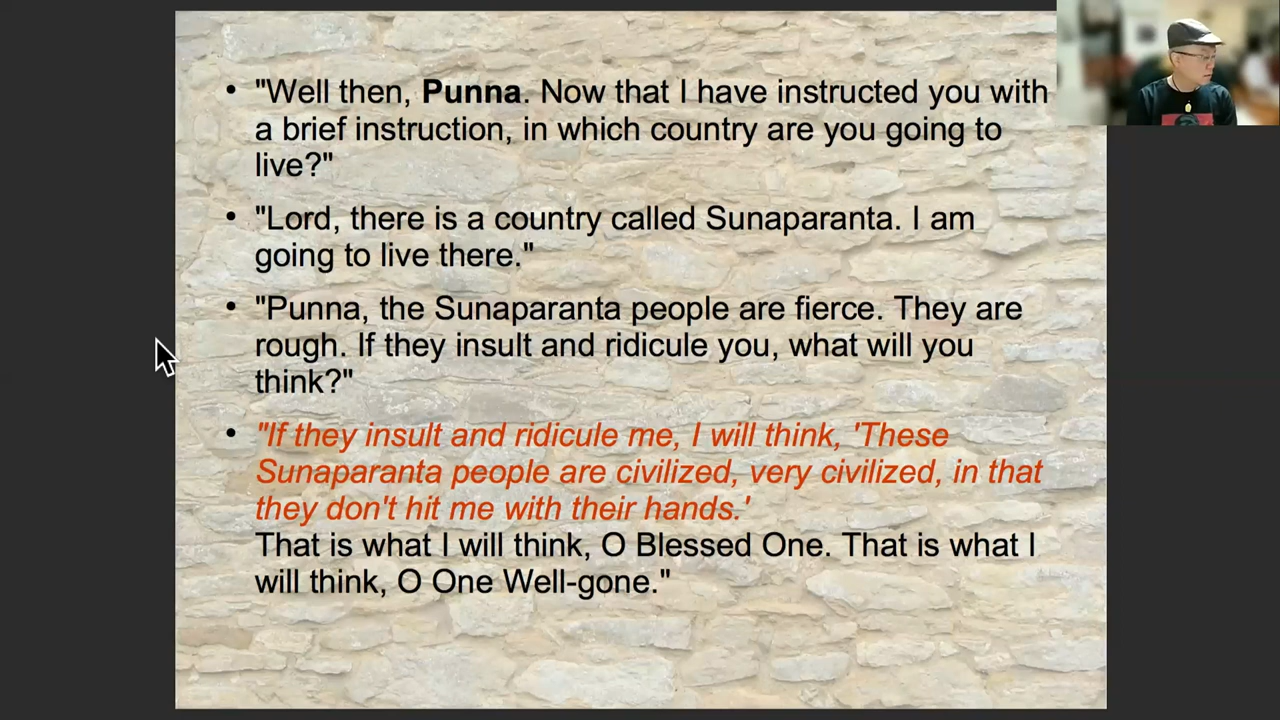 • "Well then, Punna. Now that I have instructed you with
a brief instruction, in which country are you going to
live?"
• "Lord, there is a country called Sunaparanta. I am
going to live there."
• "Punna, the Sunaparanta people are fierce. They are
rough. If they insult and ridicule you, what will you
think?"
• "If they insult and ridicule me, I will think, 'These
Sunaparanta people are civilized, very civilized, in that
they don't hit me with their hands.'
That is what I will think, O Blessed One. That is what I
will think, O One Well-gone."